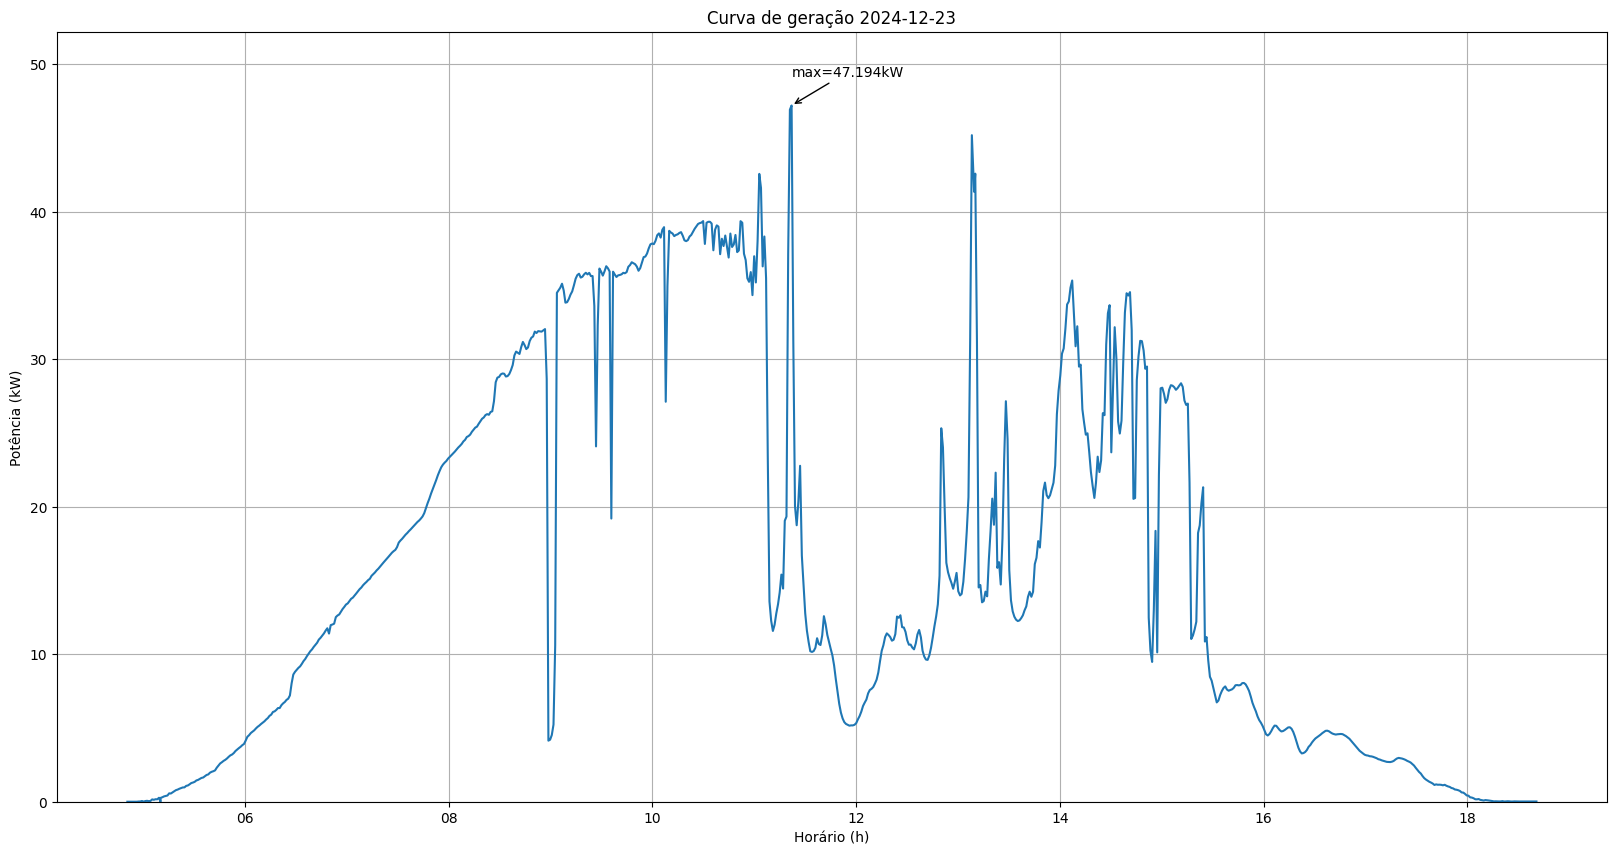 Curva de geração 2024-12-23
max=47.194kW
50
40
30
20
10
0
Potência (kW)
06 08 10 12 14 16 18
Horário (h)